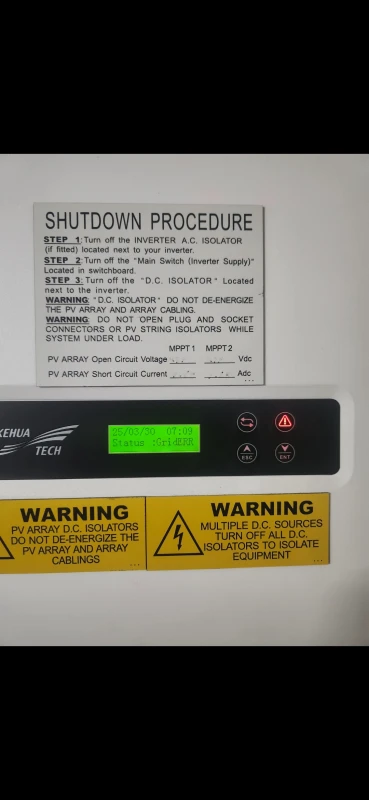 SHUTDOWN PROCEDURE
STEP 1: Turn off the INVERTER A.C. ISOLATOR
(if fitted) located next to your inverter.
STEP 2: Turn off the "Main Switch (Inverter Supply)"
Located in switchboard.
STEP 3: Turn off the "D.C. ISOLATOR" Located
next to the inverter.
WARNING: "D.C. ISOLATOR" DO NOT DE-ENERGIZE
THE PV ARRAY AND ARRAY CABLING.
WARNING: DO NOT OPEN PLUG AND SOCKET
CONNECTORS OR PV STRING ISOLATORS WHILE
SYSTEM UNDER LOAD.
MPPT1 MPPT2
PV ARRAY Open Circuit Voltage Vdc
PV ARRAY Short Circuit Current Adc
KEHUA
TECH
25/03/30 07:09
Status :GridERR
ESC
ENT
WARNING
PV ARRAY D.C. ISOLATORS
DO NOT DE-ENERGIZE THE
PV ARRAY AND ARRAY
CABLINGS
WARNING
MULTIPLE D.C. SOURCES
TURN OFF ALL D.C.
ISOLATORS TO ISOLATE
EQUIPMENT